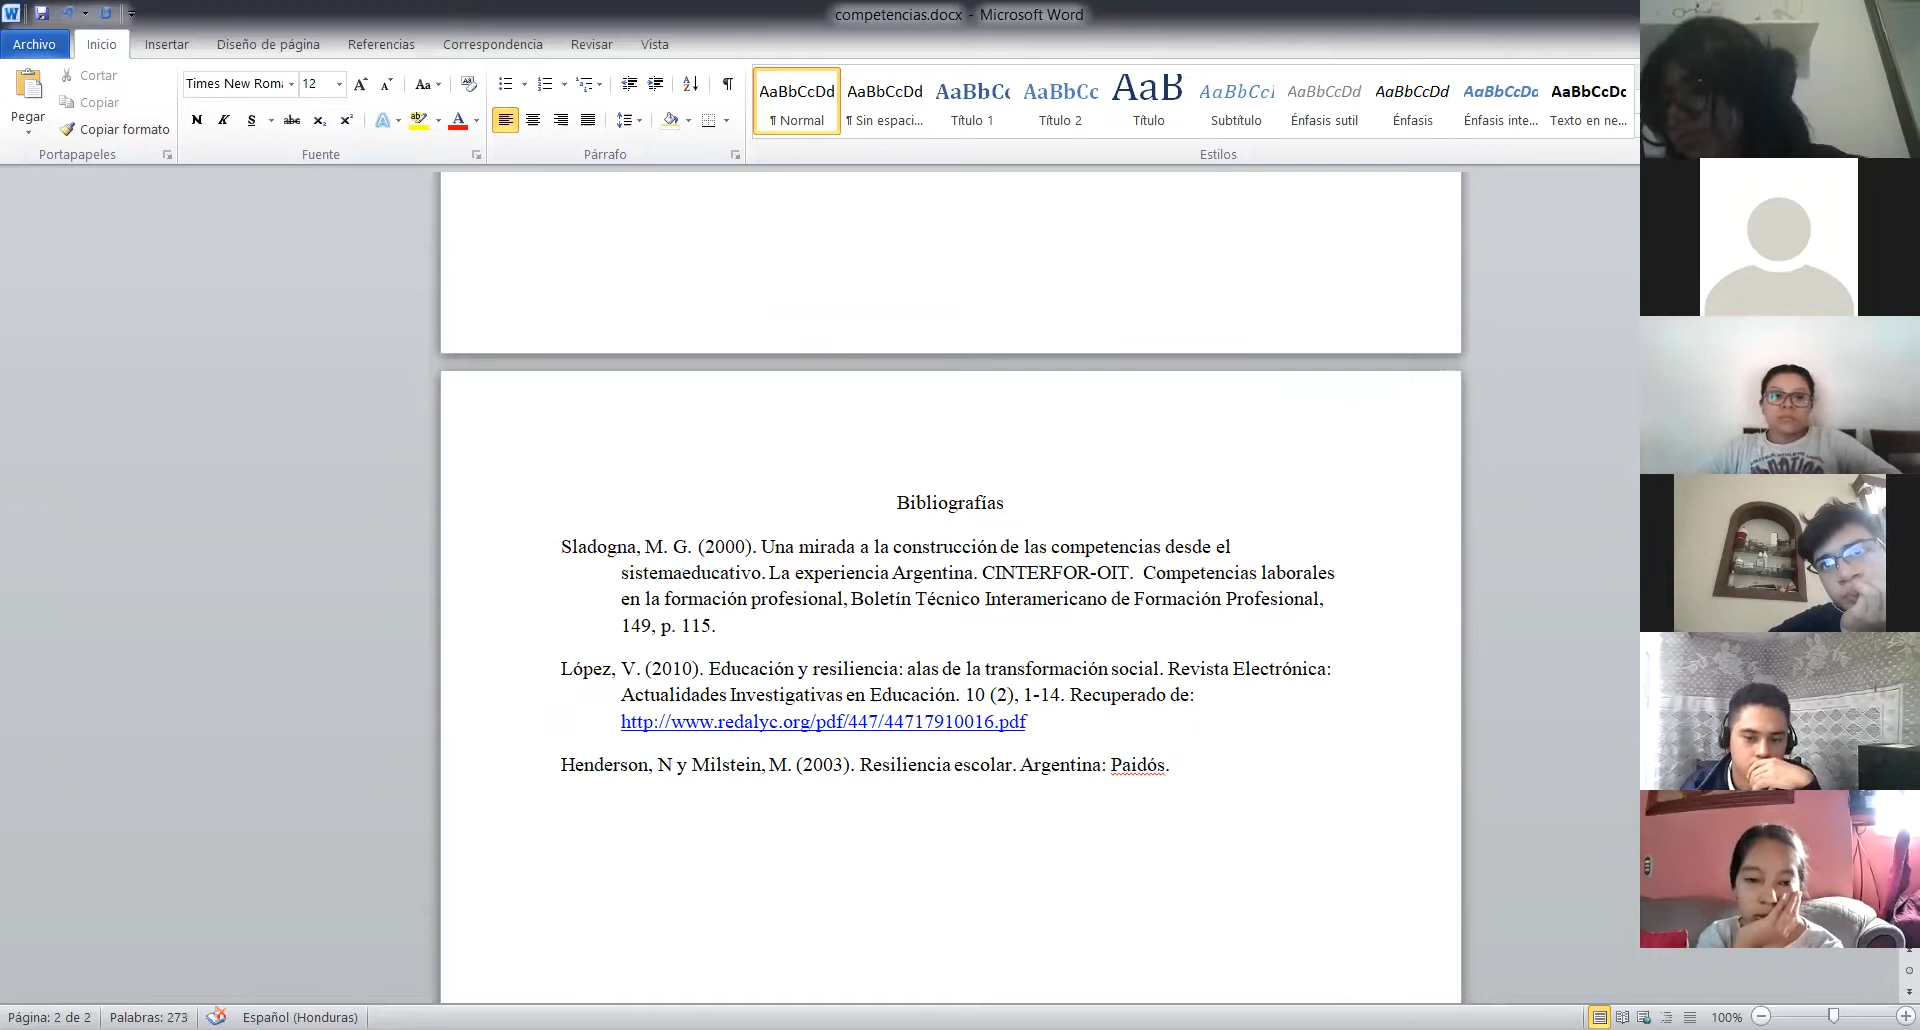 competencias.docx - Microsoft Word
Archivo Inicio Insertar Diseño de página Referencias Correspondencia Revisar Vista
Pegar
Cortar
Copiar
Copiar formato
Portapapeles
Times New Rom 12
Aa
N K S abc x₂ x² A ab A
Fuente
Párrafo
AaBbCcDd AaBbCcDd AaBbCc AaBbCc AaB AaBbCcI AaBbCcDd AaBbCcDd AaBbCcDd AaBbCcDc
¶ Normal ¶ Sin espaci... Título 1 Título 2 Título Subtítulo Énfasis sutil Énfasis Énfasis inte... Texto en ne...
Estilos
Bibliografías
Sladogna, M. G. (2000). Una mirada a la construcción de las competencias desde el
sistemaeducativo. La experiencia Argentina. CINTERFOR-OIT. Competencias laborales
en la formación profesional, Boletín Técnico Interamericano de Formación Profesional,
149, p. 115.
López, V. (2010). Educación y resiliencia: alas de la transformación social. Revista Electrónica:
Actualidades Investigativas en Educación. 10 (2), 1-14. Recuperado de:
http://www.redalyc.org/pdf/447/44717910016.pdf
Henderson, N y Milstein, M. (2003). Resiliencia escolar. Argentina: Paidós.
Página: 2 de 2 Palabras: 273 Español (Honduras) 100%